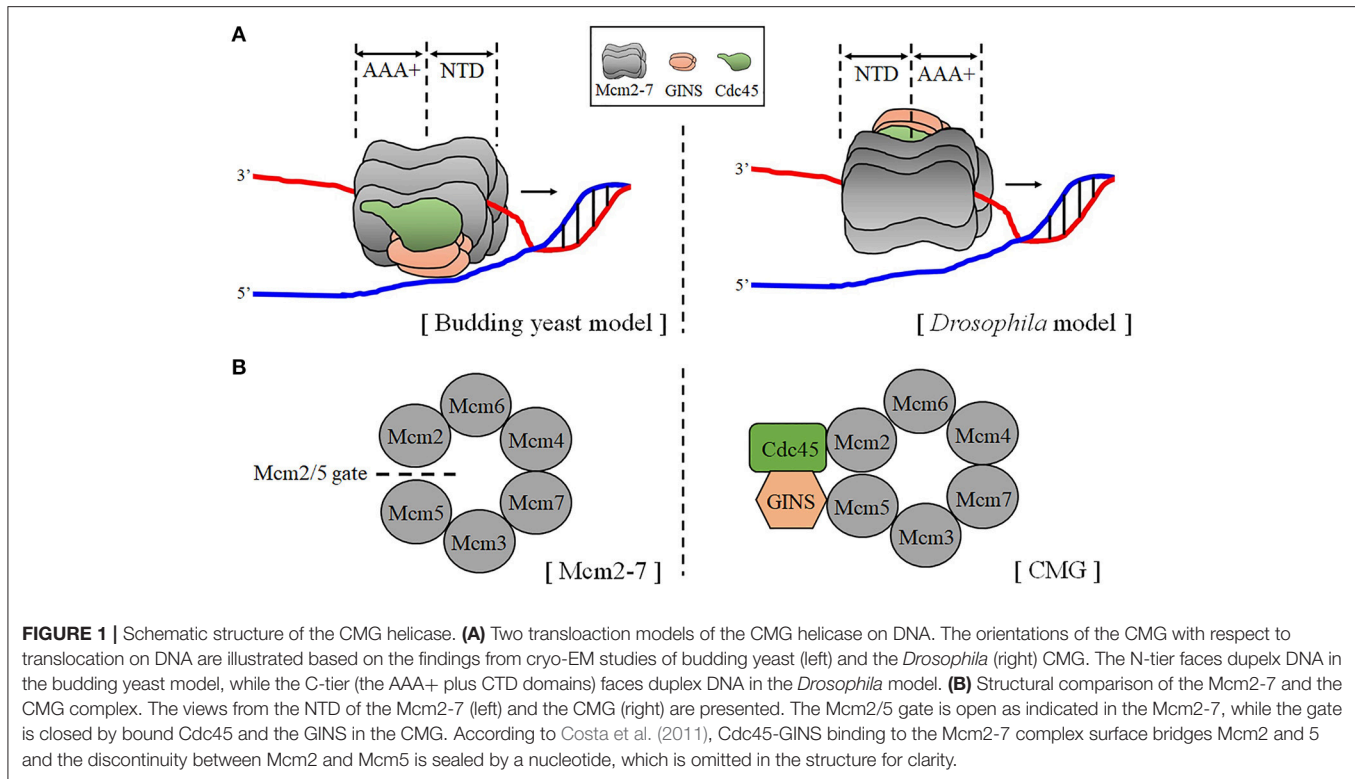 A
AAA+ NTD
Mcm2-7 GINS Cdc45
NTD AAA+
3’
5’
[ Budding yeast model ]
3’
5’
[ Drosophila model ]
B
Mcm6
Mcm2
Mcm4
Mcm2/5 gate
Mcm5
Mcm7
Mcm3
[ Mcm2-7 ]
Mcm6
Cdc45
Mcm2
Mcm4
GINS
Mcm5
Mcm7
Mcm3
[ CMG ]
FIGURE 1 | Schematic structure of the CMG helicase. (A) Two transloaction models of the CMG helicase on DNA. The orientations of the CMG with respect to
translocation on DNA are illustrated based on the findings from cryo-EM studies of budding yeast (left) and the Drosophila (right) CMG. The N-tier faces dupelx DNA in
the budding yeast model, while the C-tier (the AAA+ plus CTD domains) faces duplex DNA in the Drosophila model. (B) Structural comparison of the Mcm2-7 and the
CMG complex. The views from the NTD of the Mcm2-7 (left) and the CMG (right) are presented. The Mcm2/5 gate is open as indicated in the Mcm2-7, while the gate
is closed by bound Cdc45 and the GINS in the CMG. According to Costa et al. (2011), Cdc45-GINS binding to the Mcm2-7 complex surface bridges Mcm2 and 5
and the discontinuity between Mcm2 and Mcm5 is sealed by a nucleotide, which is omitted in the structure for clarity.